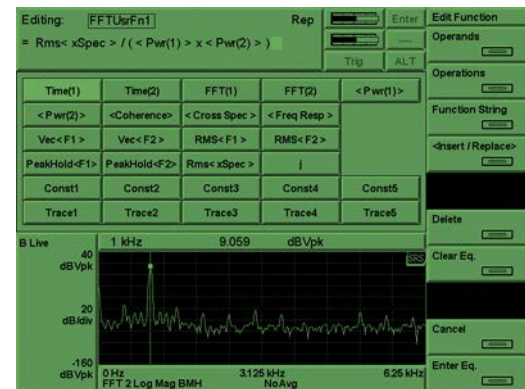 Editing: FFTUsrFn1 Rep Enter
= Rms< xSpec > / ( < Pwr(1) > x < Pwr(2) > )
Trig ALT
Edit Function
Operands
Operations
Function String
<Insert / Replace>
Delete
Clear Eq.
Cancel
Enter Eq.
Time(1) Time(2) FFT(1) FFT(2) <Pwr(1)>
<Pwr(2)> <Coherence> <Cross Spec> <Freq Resp>
Vec<F1> Vec<F2> RMS<F1> RMS<F2>
PeakHold<F1> PeakHold<F2> Rms<xSpec> j
Const1 Const2 Const3 Const4 Const5
Trace1 Trace2 Trace3 Trace4 Trace5
B Live 1 kHz 9.059 dBVpk
40
dBVpk
SRS
20
dB/div
-160
dBVpk
0 Hz 3.125 kHz 6.25 kHz
FFT 2 Log Mag BMH NoAvg